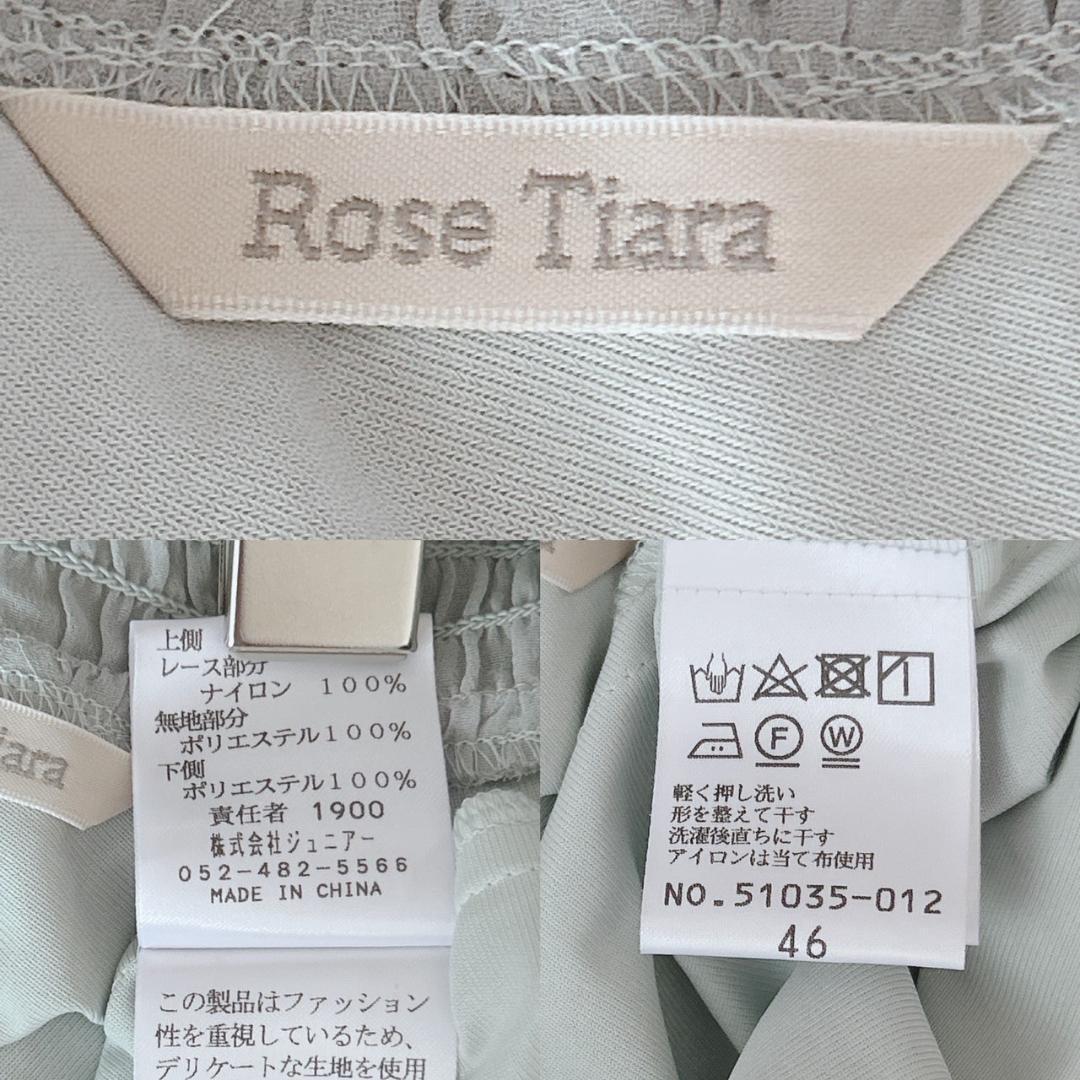 Rose Tiara
上側
レース部分
ナイロン 100%
無地部分
ポリエステル100%
下側
ポリエステル100%
責任者 1900
株式会社ジュニアー
052-482-5566
MADE IN CHINA
この製品はファッション
性を重視しているため、
デリケートな生地を使用
iara
F W
軽く押し洗い
形を整えて干す
洗濯後直ちに干す
アイロンは当て布使用
NO.51035-012
46